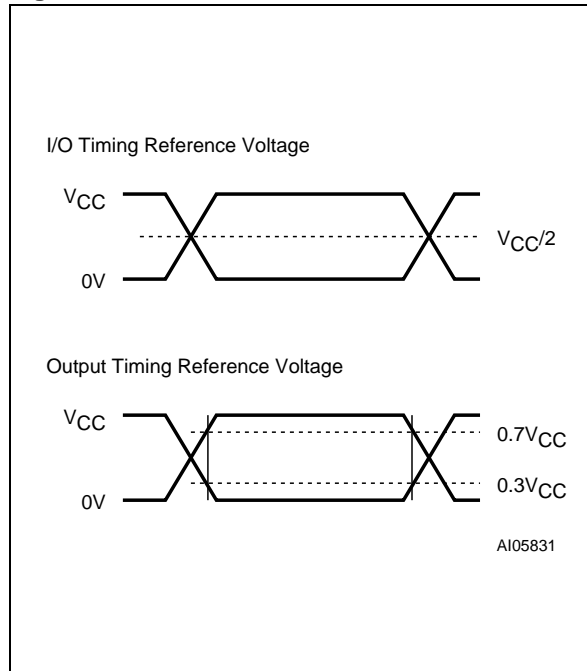 I/O Timing Reference Voltage
VCC
VCC/2
0V
Output Timing Reference Voltage
VCC
0.7VCC
0.3VCC
0V
AI05831